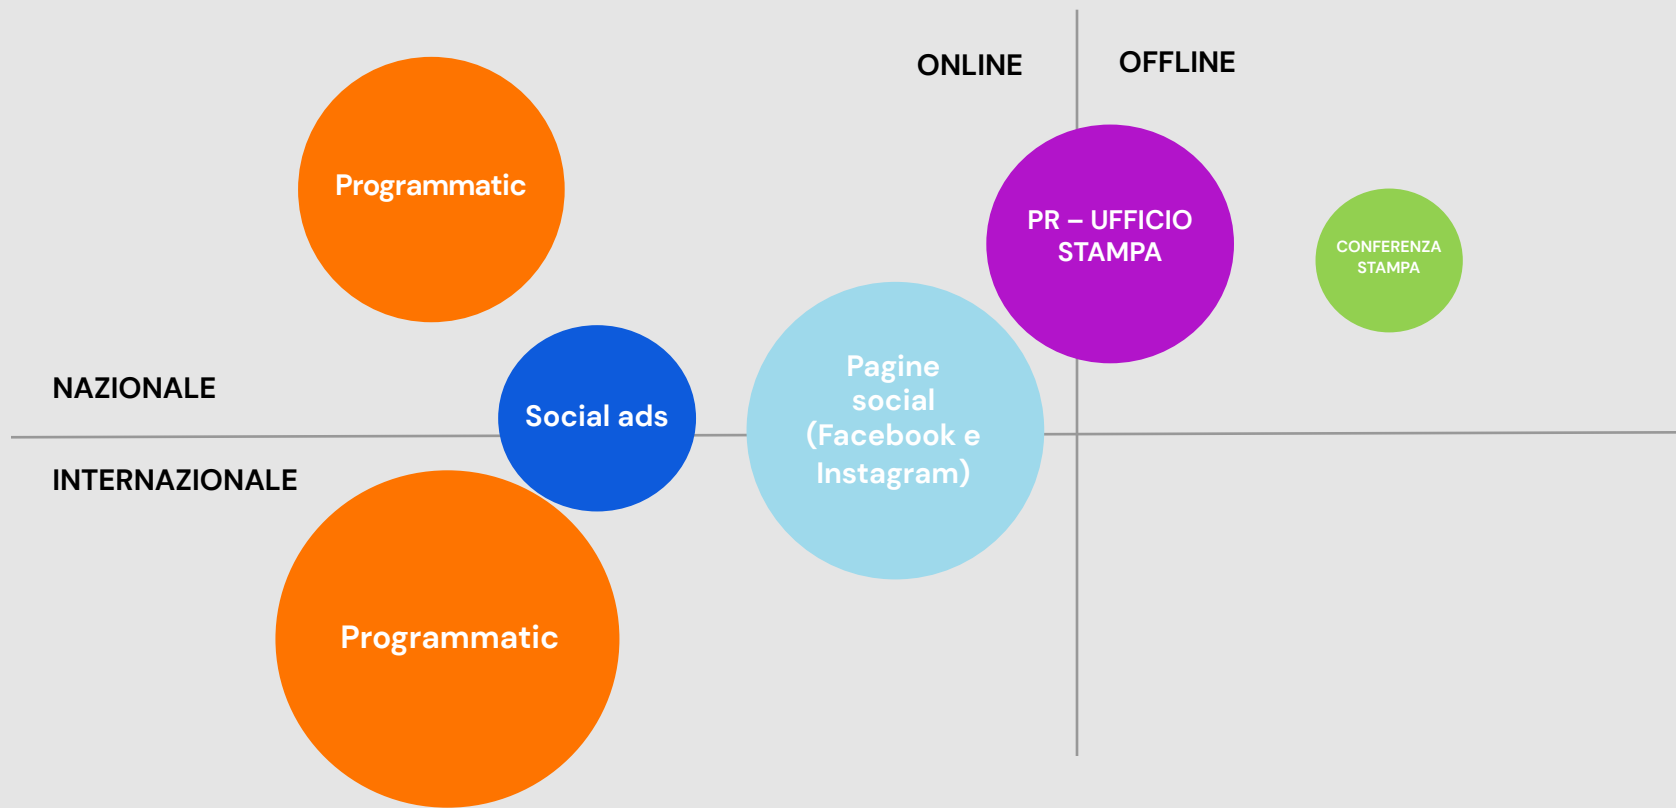 ONLINE
OFFLINE
Programmatic
PR – UFFICIO
STAMPA
CONFERENZA
STAMPA
NAZIONALE
Social ads
Pagine
social
(Facebook e
Instagram)
INTERNAZIONALE
Programmatic